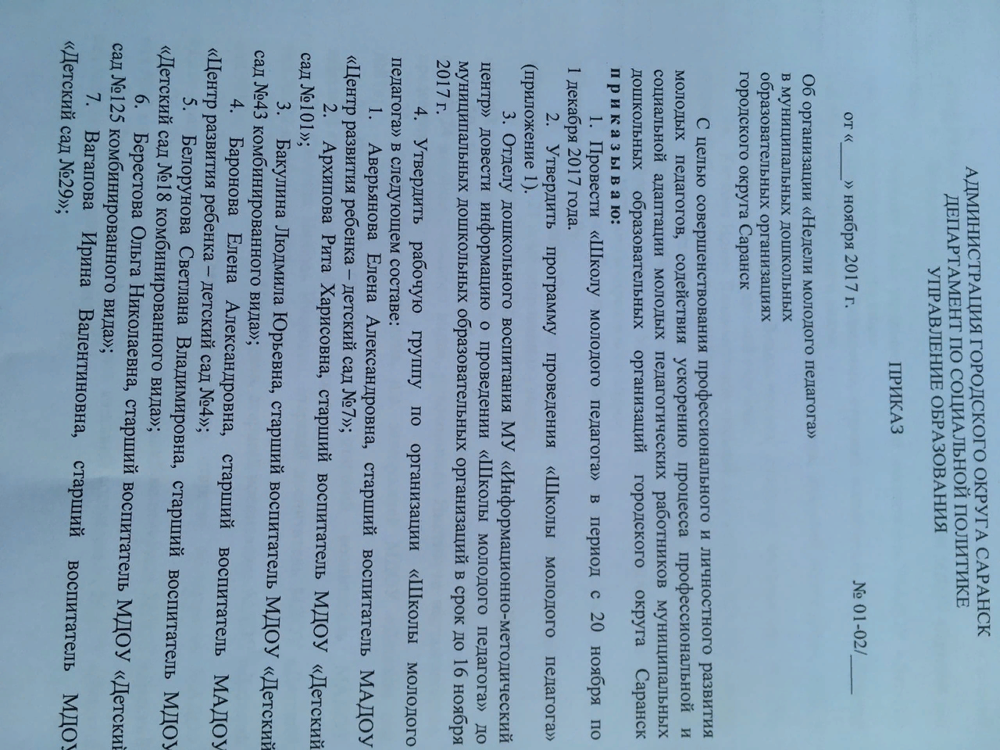 АДМИНИСТРАЦИЯ ГОРОДСКОГО ОКРУГА САРАНСК
ДЕПАРТАМЕНТ ПО СОЦИАЛЬНОЙ ПОЛИТИКЕ
УПРАВЛЕНИЕ ОБРАЗОВАНИЯ
ПРИКАЗ
от «____» ноября 2017 г. № 01-02/____
Об организации «Недели молодого педагога»
в муниципальных дошкольных
образовательных организациях
городского округа Саранск
С целью совершенствования профессионального и личностного развития
молодых педагогов, содействия ускорению процесса профессиональной и
социальной адаптации молодых педагогических работников муниципальных
дошкольных образовательных организаций городского округа Саранск
п р и к а з ы в а ю:
1. Провести «Школу молодого педагога» в период с 20 ноября по
1 декабря 2017 года.
2. Утвердить программу проведения «Школы молодого педагога»
(приложение 1).
3. Отделу дошкольного воспитания МУ «Информационно-методический
центр» довести информацию о проведении «Школы молодого педагога» до
муниципальных дошкольных образовательных организаций в срок до 16 ноября
2017 г.
4. Утвердить рабочую группу по организации «Школы молодого
педагога» в следующем составе:
1. Аверьянова Елена Александровна, старший воспитатель МАДОУ
«Центр развития ребенка – детский сад №7»;
2. Архипова Рита Харисовна, старший воспитатель МДОУ «Детский
сад №101»;
3. Бакулина Людмила Юрьевна, старший воспитатель МДОУ «Детский
сад №43 комбинированного вида»;
4. Баронова Елена Александровна, старший воспитатель МАДОУ
«Центр развития ребенка – детский сад №4»;
5. Белорунова Светлана Владимировна, старший воспитатель МДОУ
«Детский сад №18 комбинированного вида»;
6. Берестова Ольга Николаевна, старший воспитатель МДОУ «Детский
сад №125 комбинированного вида»;
7. Вагапова Ирина Валентиновна, старший воспитатель МДОУ
«Детский сад №29»;